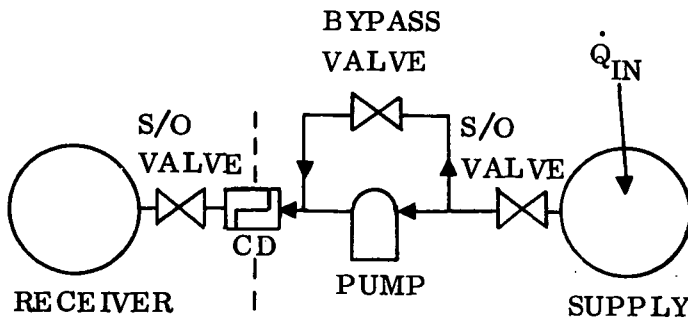 BYPASS
VALVE
Q̇IN
S/O
VALVE
S/O
VALVE
CD
PUMP
RECEIVER
SUPPLY